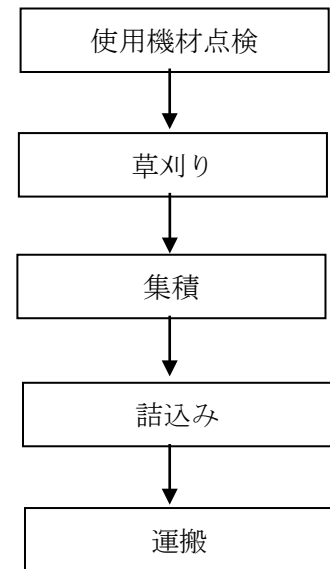 使用機材点検
草刈り
集積
詰込み
運搬